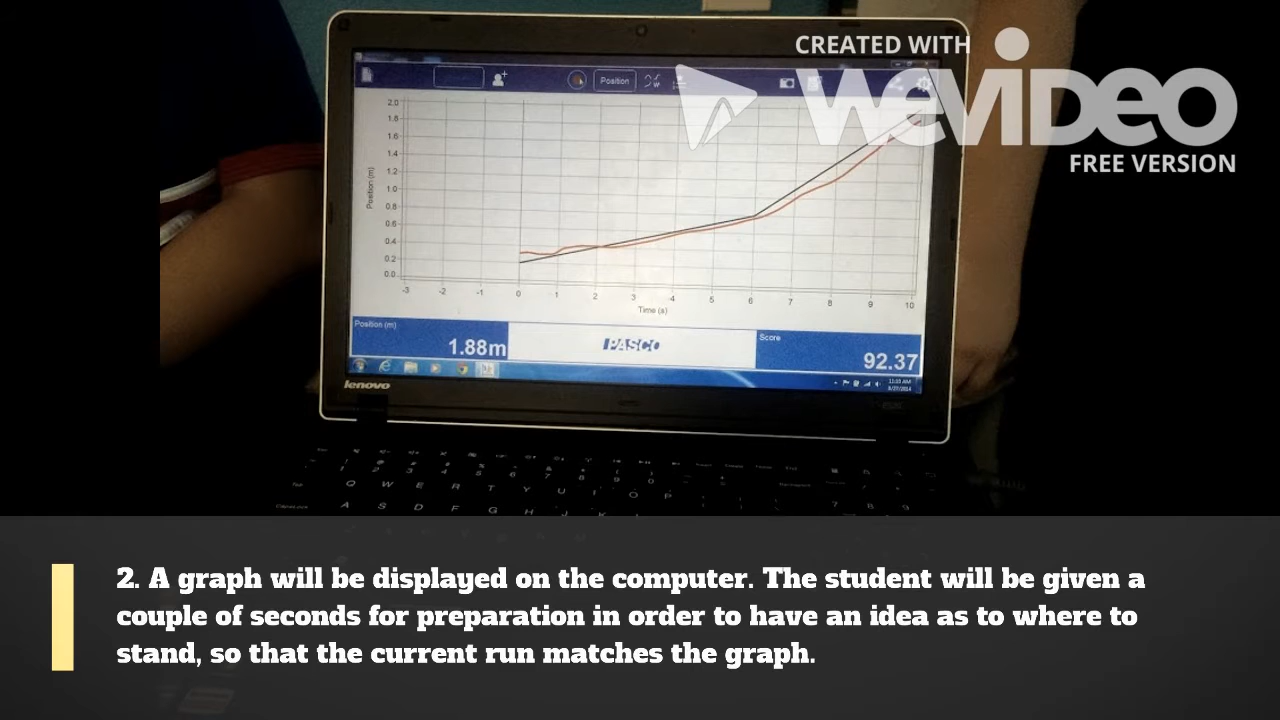 CREATED WITH
WEVIDEO
FREE VERSION
Position
2.0
1.8
1.6
1.4
1.2
1.0
0.8
0.6
0.4
0.2
0.0
Position (m)
-3 -2 -1 0 1 2 3 4 5 6 7 8 9 10
Time (s)
Position (m)
1.88m
PASCO
Score
92.37
lenovo
Q W E R T Y U I O P
A S D F G H J K
2. A graph will be displayed on the computer. The student will be given a
couple of seconds for preparation in order to have an idea as to where to
stand, so that the current run matches the graph.